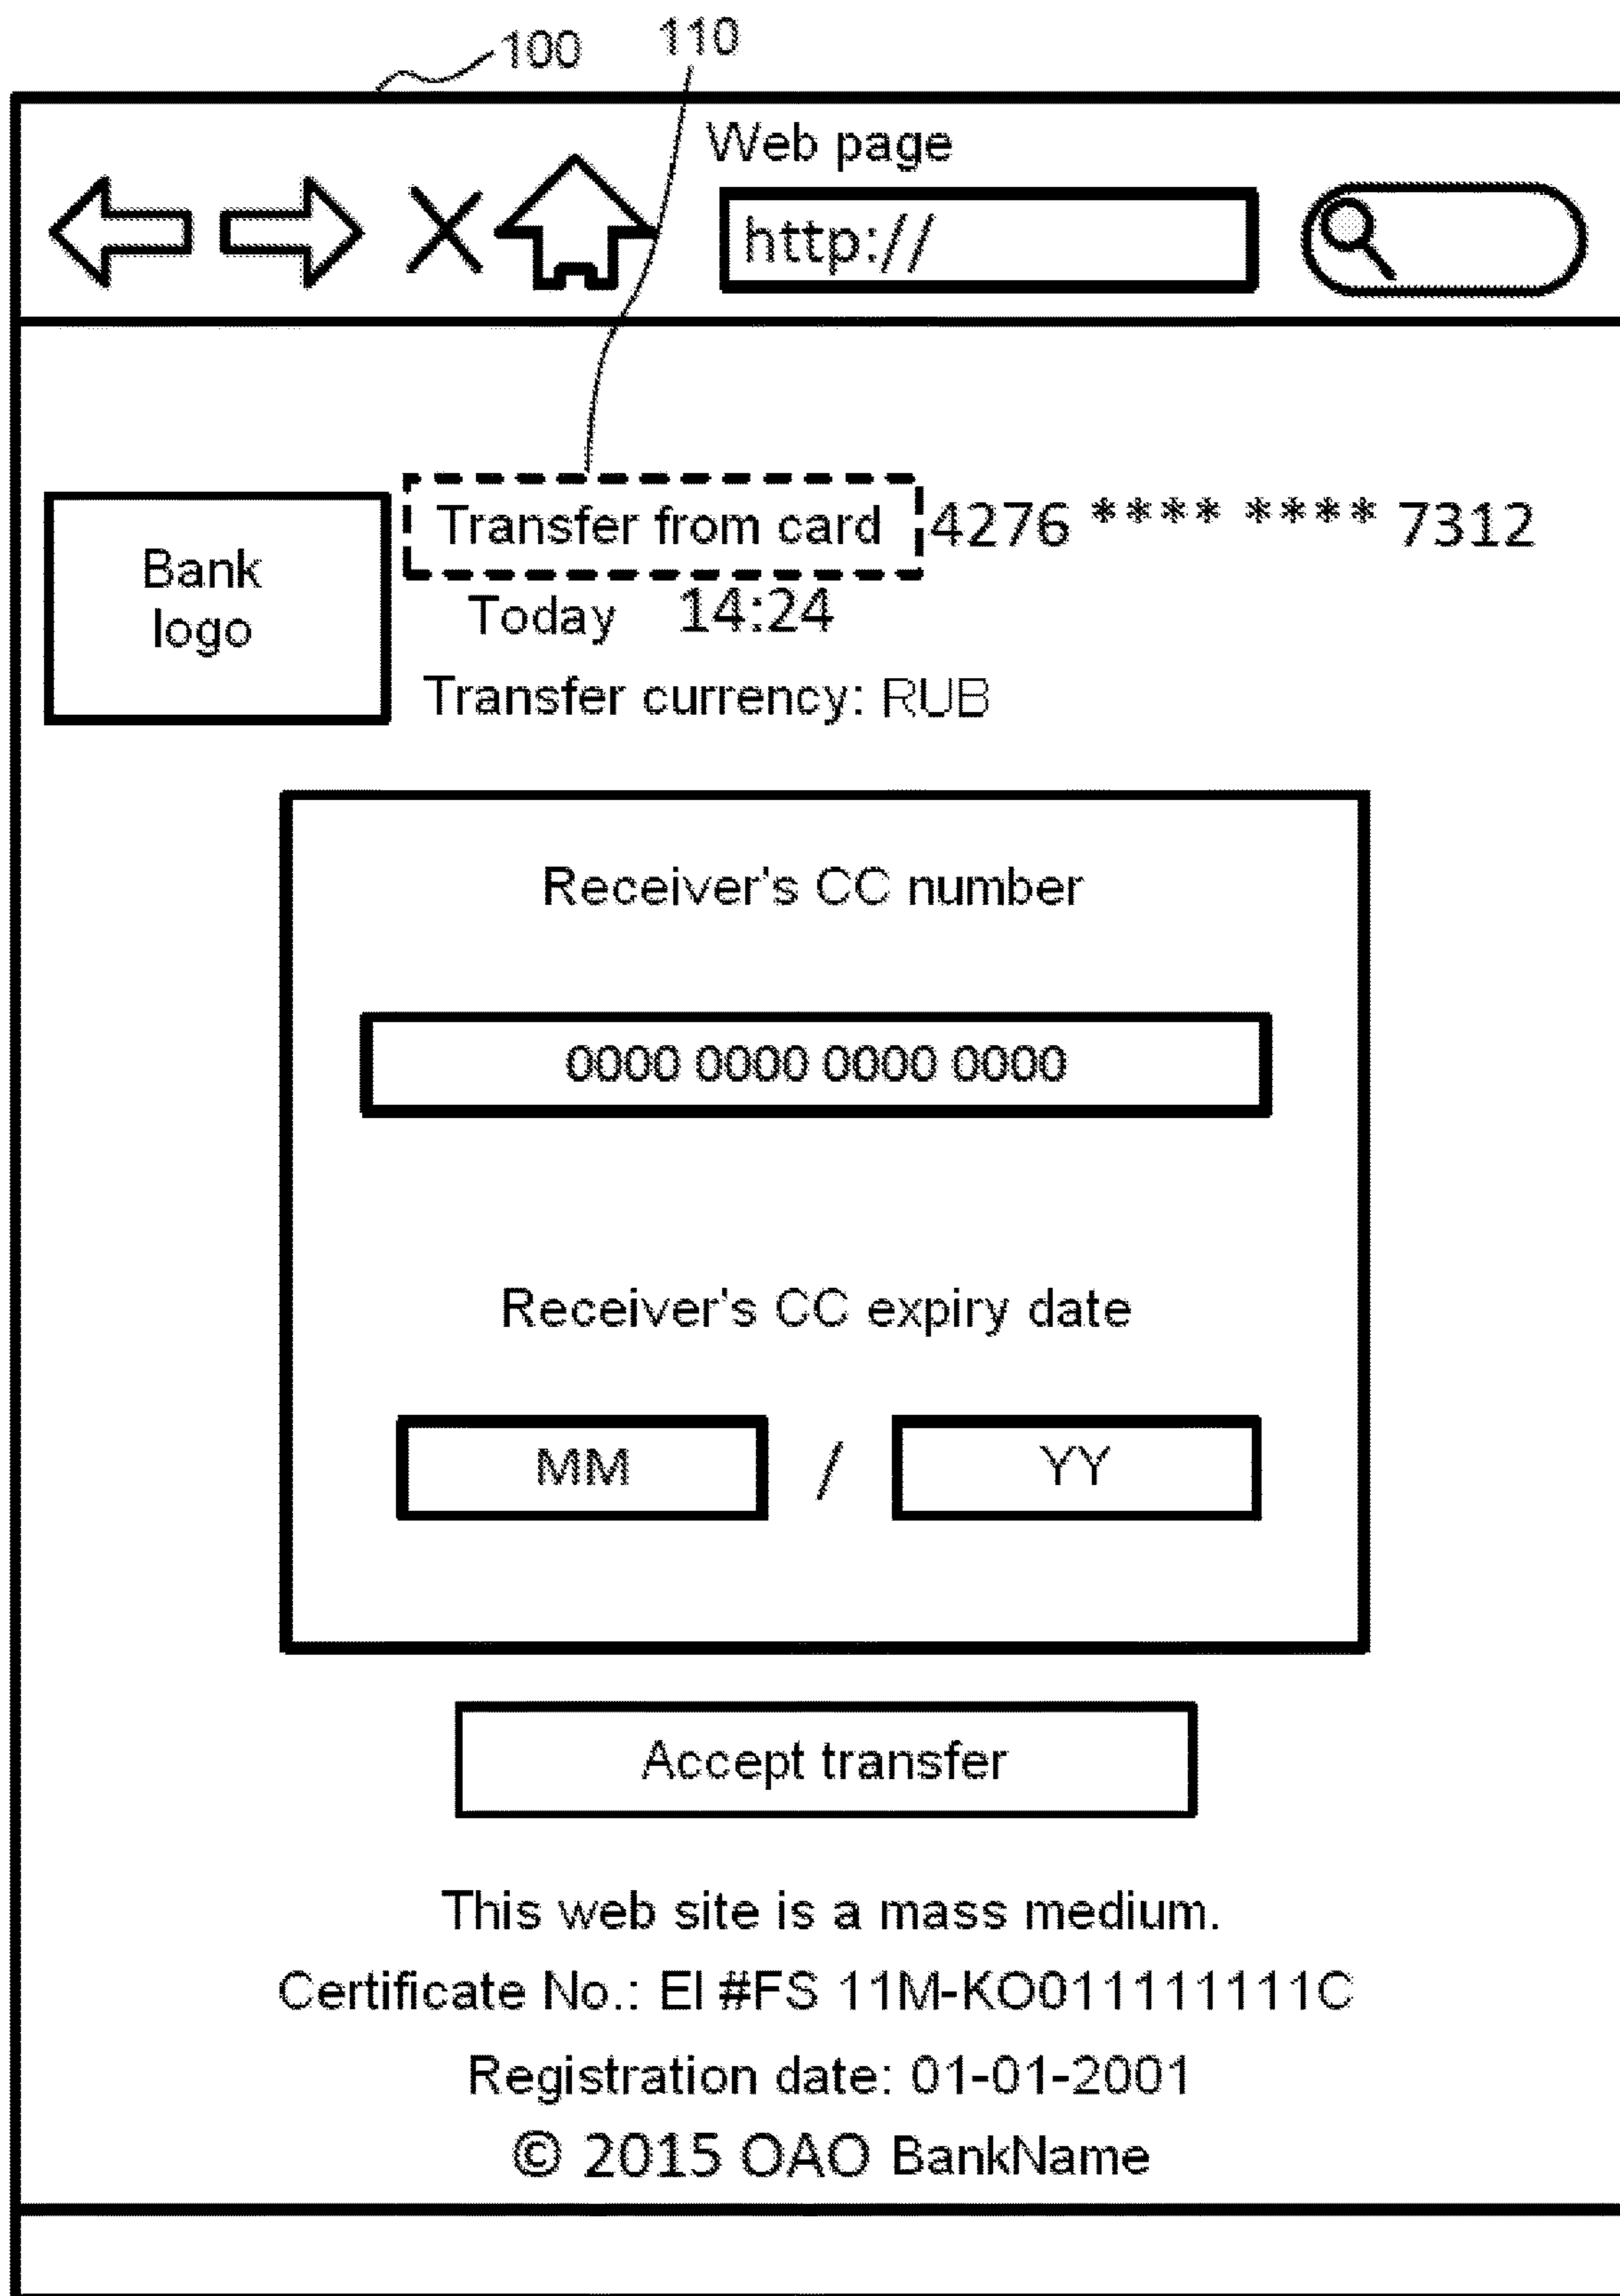 100
110
Web page
http://
Transfer from card 4276 **** **** 7312
Bank
logo
Today 14:24
Transfer currency: RUB
Receiver's CC number
0000 0000 0000 0000
Receiver's CC expiry date
MM / YY
Accept transfer
This web site is a mass medium.
Certificate No.: EI #FS 11M-KO011111111C
Registration date: 01-01-2001
© 2015 OAO BankName